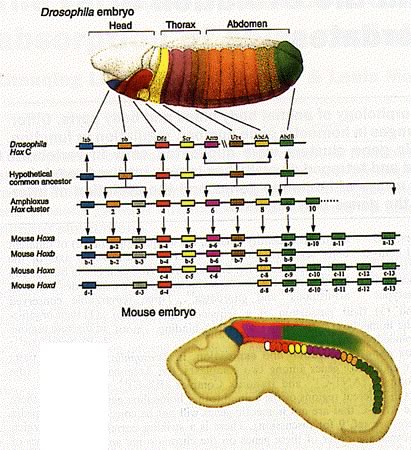 Drosophila embryo
Head Thorax Abdomen
lab pb Dfd Scr Antp Ubx AbdA AbdB
Drosophila
Hox C
Hypothetical
common ancestor
Amphioxus
Hox cluster
1 2 3 4 5 6 7 8 9 10
Mouse Hoxa
a-1 a-2 a-3 a-4 a-5 a-6 a-7 a-9 a-10 a-11 a-13
Mouse Hoxb
b-1 b-2 b-3 b-4 b-5 b-6 b-7 b-8 b-9
Mouse Hoxc
c-4 c-5 c-6 c-8 c-9 c-10 c-11 c-12 c-13
Mouse Hoxd
d-1 d-3 d-4 d-8 d-9 d-10 d-11 d-12 d-13
Mouse embryo